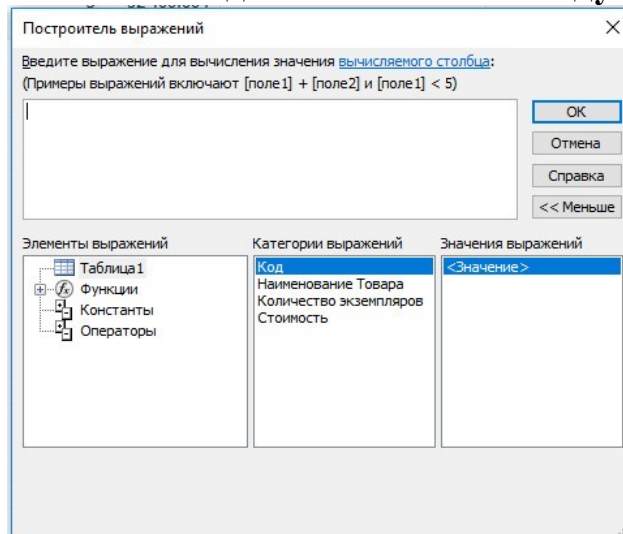 Построитель выражений
Введите выражение для вычисления значения вычисляемого столбца:
(Примеры выражений включают [поле1] + [поле2] и [поле1] < 5)
ОК
Отмена
Справка
<< Меньше
Элементы выражений
Категории выражений
Значения выражений
Таблица1
Функции
Константы
Операторы
Код
Наименование Товара
Количество экземпляров
Стоимость
<Значение>